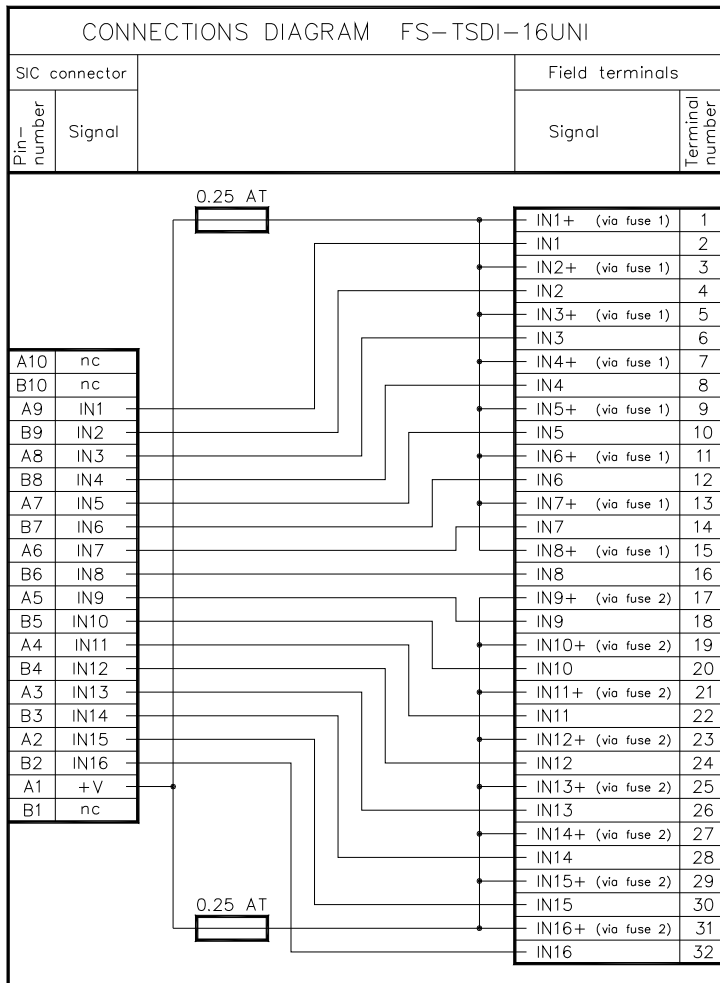 CONNECTIONS DIAGRAM FS-TSDI-16UNI
SIC connector Field terminals
Pin-number Signal Signal Terminal number
0.25 AT
IN1+ (via fuse 1) 1
IN1 2
IN2+ (via fuse 1) 3
IN2 4
IN3+ (via fuse 1) 5
IN3 6
A10 nc IN4+ (via fuse 1) 7
B10 nc IN4 8
A9 IN1 IN5+ (via fuse 1) 9
B9 IN2 IN5 10
A8 IN3 IN6+ (via fuse 1) 11
B8 IN4 IN6 12
A7 IN5 IN7+ (via fuse 1) 13
B7 IN6 IN7 14
A6 IN7 IN8+ (via fuse 1) 15
B6 IN8 IN8 16
A5 IN9 IN9+ (via fuse 2) 17
B5 IN10 IN9 18
A4 IN11 IN10+ (via fuse 2) 19
B4 IN12 IN10 20
A3 IN13 IN11+ (via fuse 2) 21
B3 IN14 IN11 22
A2 IN15 IN12+ (via fuse 2) 23
B2 IN16 IN12 24
A1 +V IN13+ (via fuse 2) 25
B1 nc IN13 26
IN14+ (via fuse 2) 27
IN14 28
IN15+ (via fuse 2) 29
0.25 AT IN15 30
IN16+ (via fuse 2) 31
IN16 32